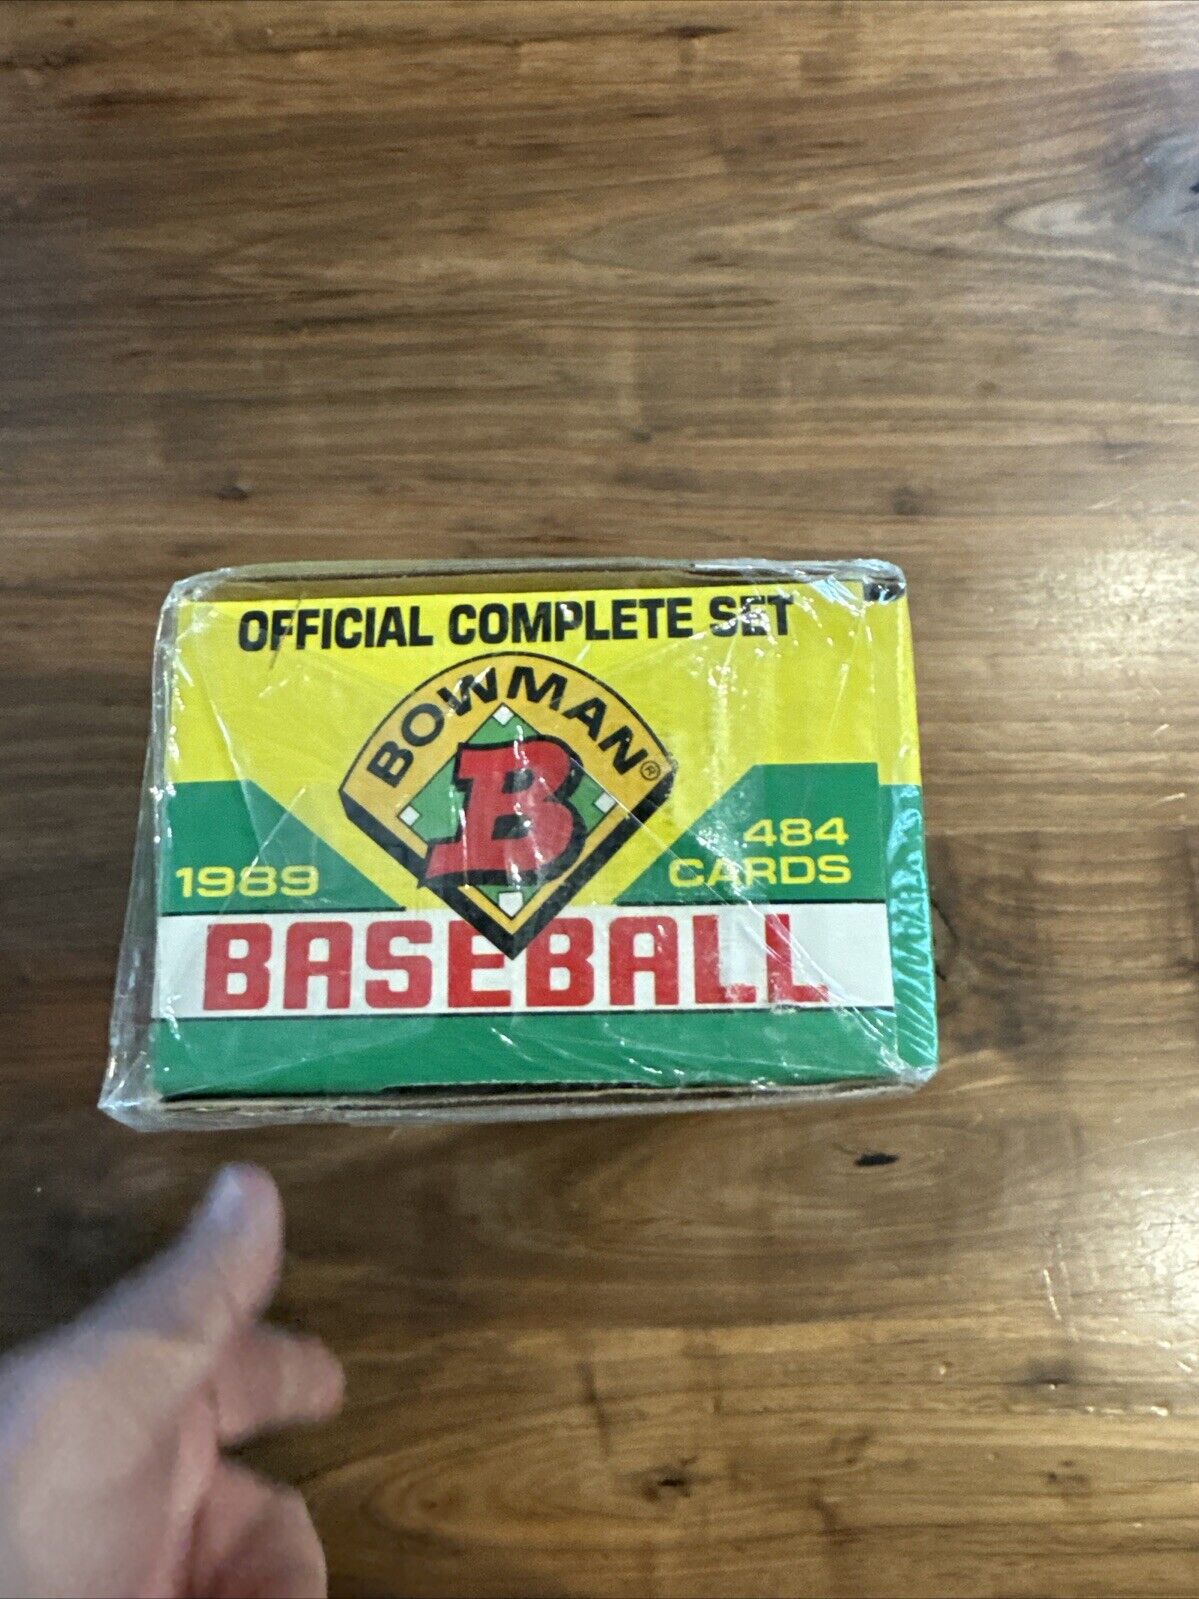 OFFICIAL COMPLETE SET
BOWMAN®
B
1989
484
CARDS
BASEBALL